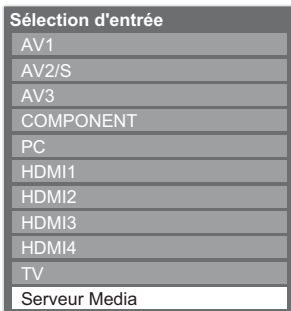 Sélection d'entrée
AV1
AV2/S
AV3
COMPONENT
PC
HDMI1
HDMI2
HDMI3
HDMI4
TV
Serveur Media